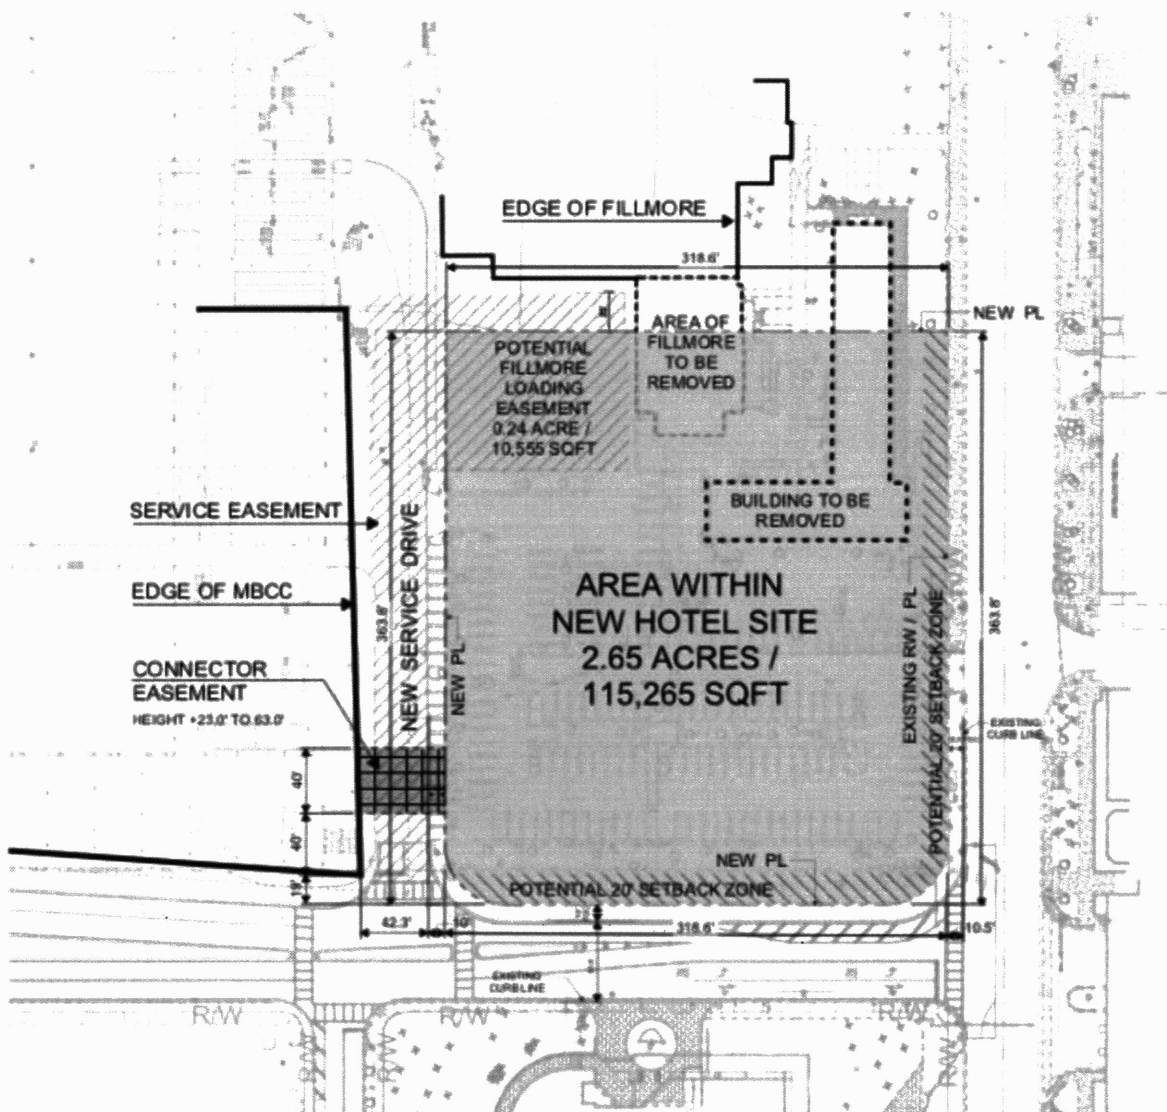 EDGE OF FILLMORE
318.6'
NEW PL
AREA OF
FILLMORE
TO BE
REMOVED
POTENTIAL
FILLMORE
LOADING
EASEMENT
0.24 ACRE /
10,555 SQFT
BUILDING TO BE
REMOVED
SERVICE EASEMENT
EDGE OF MBCC
CONNECTOR
EASEMENT
HEIGHT +23.0' TO 63.0'
363.8'
NEW SERVICE DRIVE
NEW PL
AREA WITHIN
NEW HOTEL SITE
2.65 ACRES /
115,265 SQFT
EXISTING RW / PL
POTENTIAL 20' SETBACK ZONE
363.8'
EXISTING
CURB LINE
40'
40'
19'
NEW PL
POTENTIAL 20' SETBACK ZONE
42.3'
10'
318.6'
10.5'
EXISTING
CURB LINE
R/W
R/W
R/W
R/W